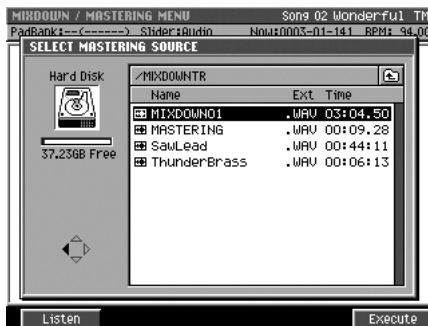 MIXDOWN / MASTERING MENU Song 02 Wonderful TM
PadBank:--(------) Slider:Audio Now:0003-01-141 BPM: 94.00
SELECT MASTERING SOURCE
Hard Disk
37.23GB Free
/MIXDOWNTR
Name Ext Time
MIXDOWN01 .WAV 03:04.50
MASTERING .WAV 00:09.28
SawLead .WAV 00:44:11
ThunderBrass .WAV 00:06:13
Listen Execute